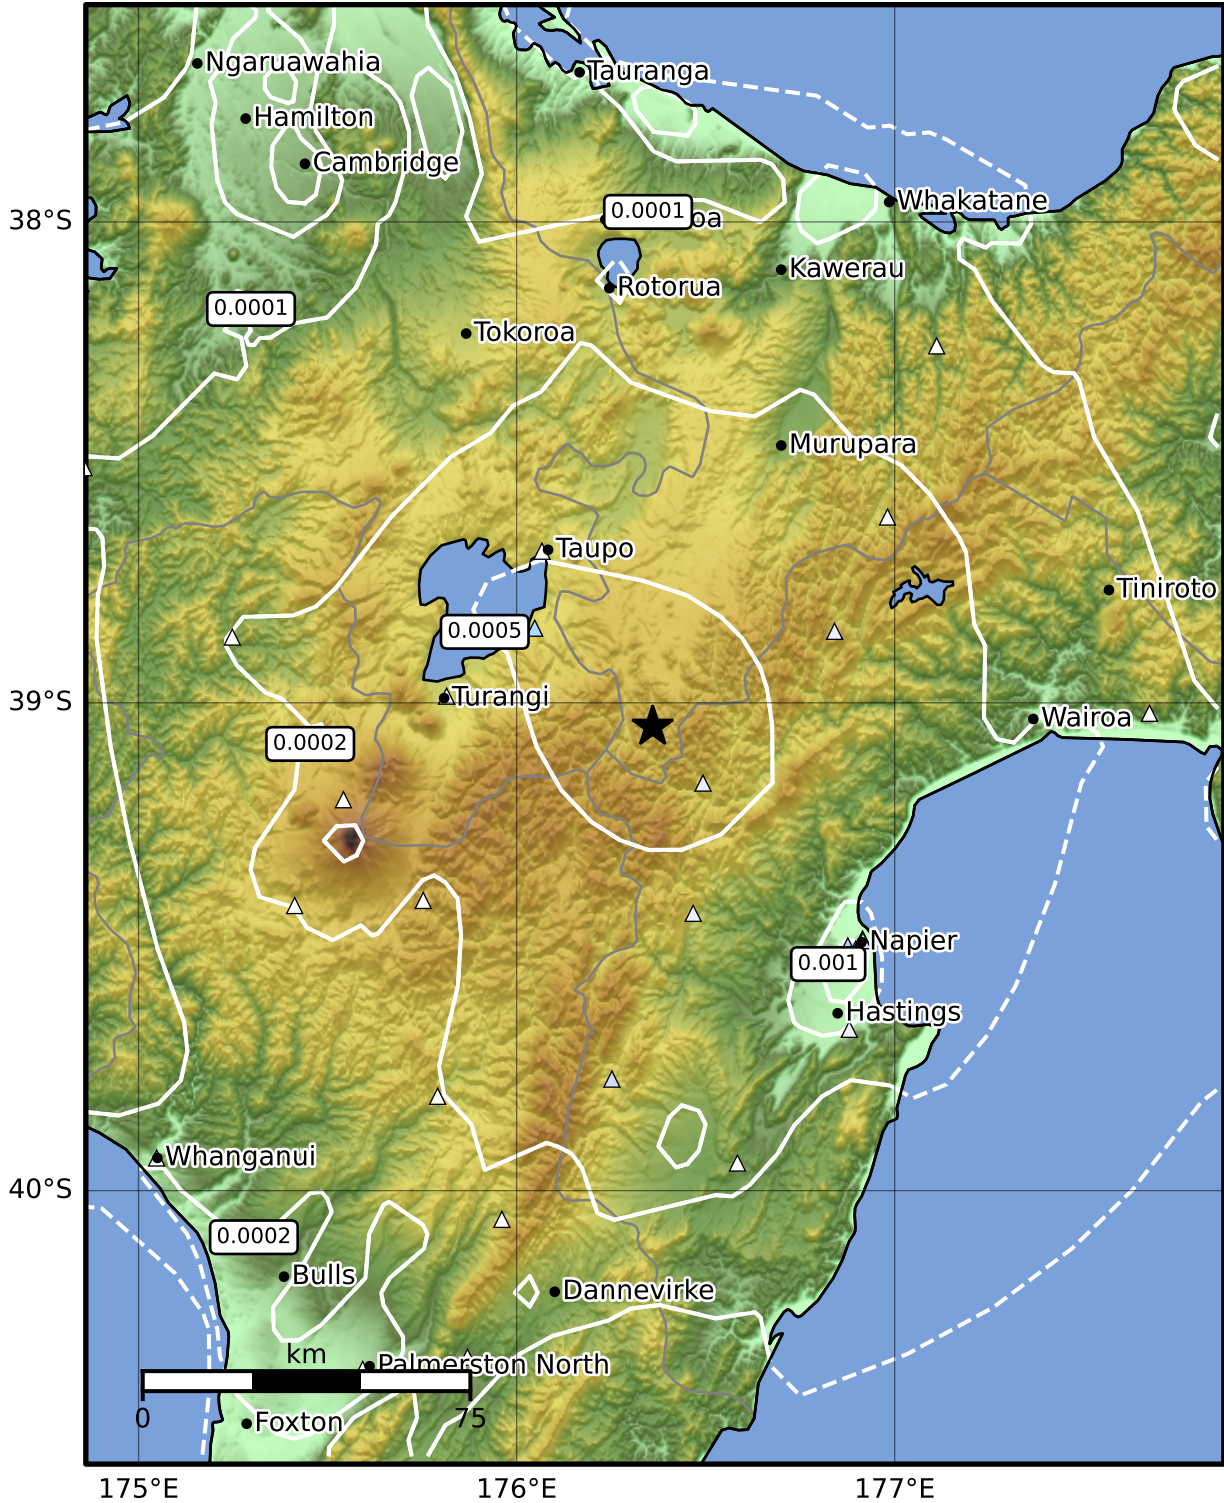 Ngaruawahia
Tauranga
Hamilton
Cambridge
38°S
0.0001
oa
Whakatane
Kawerau
Rotorua
0.0001
Tokoroa
Murupara
Taupo
Tiniroto
0.0005
39°S
Turangi
Wairoa
0.0002
Napier
0.001
Hastings
Whanganui
40°S
0.0002
Bulls
Dannevirke
km
Palmerston North
0
75
Foxton
175°E
176°E
177°E